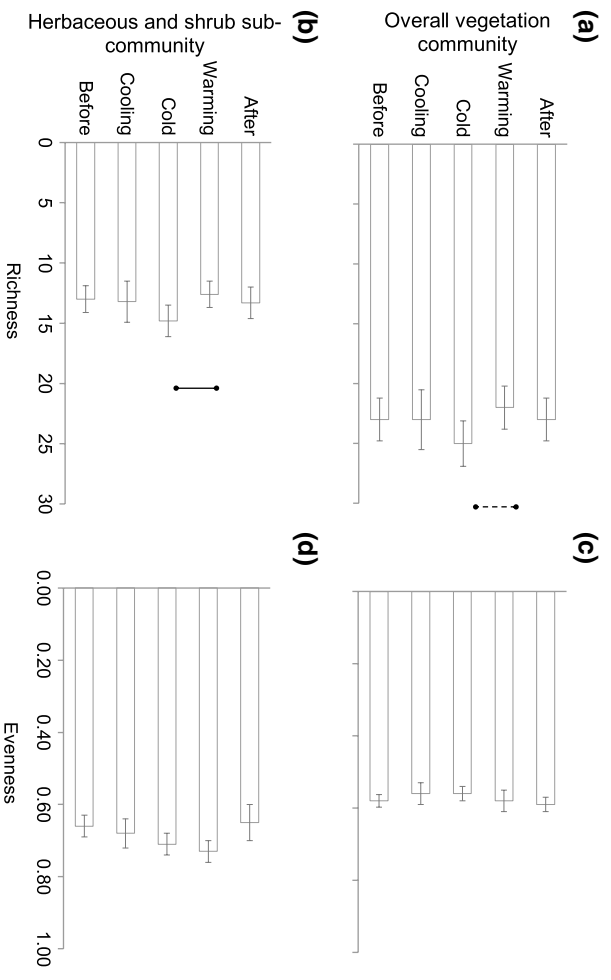 (a)
Overall vegetation
community
After
Warming
Cold
Cooling
Before
(b)
Herbaceous and shrub sub-
community
After
Warming
Cold
Cooling
Before
0
5
10
15
20
25
30
Richness
(c)
(d)
0.00
0.20
0.40
0.60
0.80
1.00
Evenness